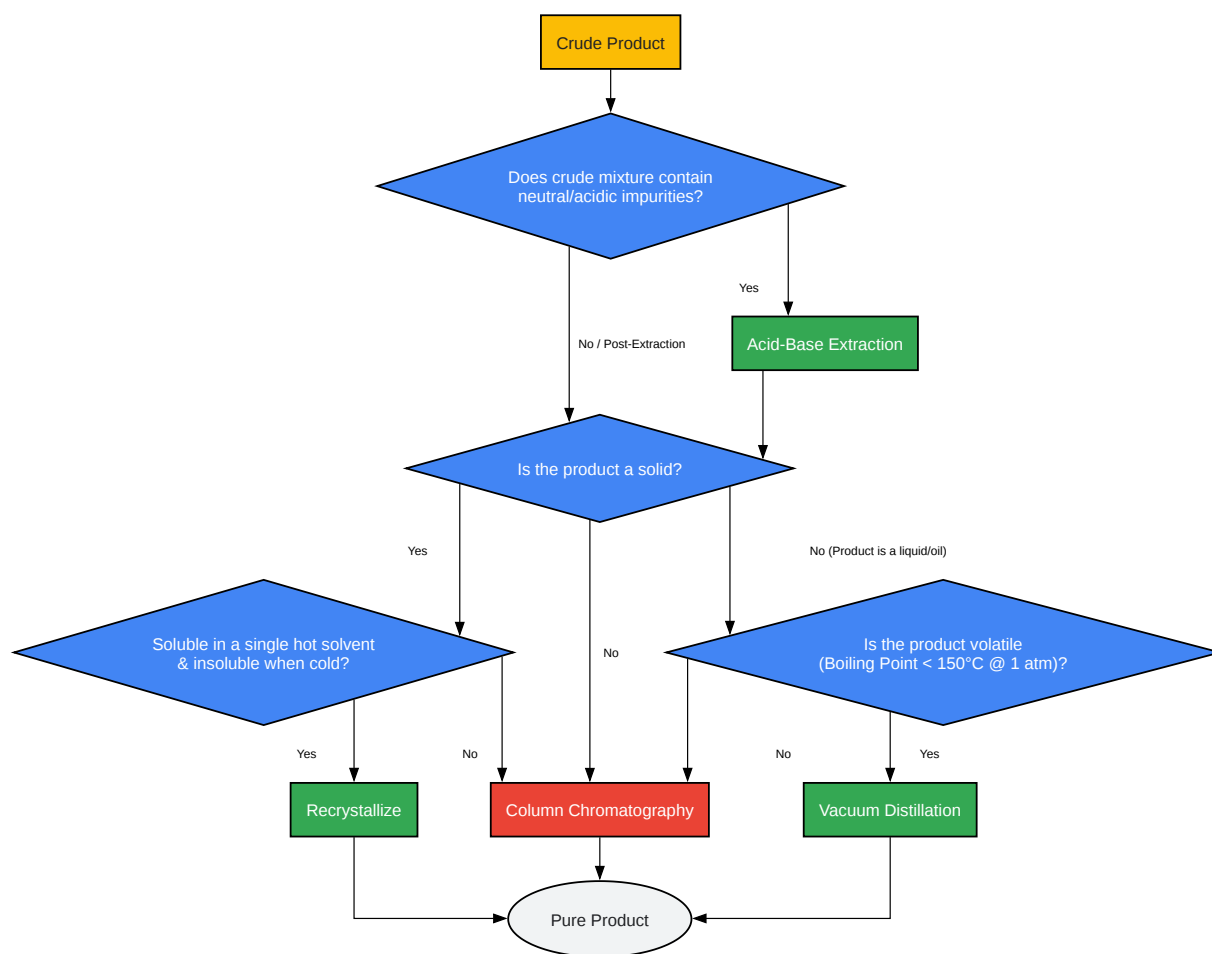 Crude Product
Does crude mixture contain
neutral/acidic impurities?
Yes
No / Post-Extraction
Acid-Base Extraction
Is the product a solid?
Yes
No (Product is a liquid/oil)
Soluble in a single hot solvent
& insoluble when cold?
No
Is the product volatile
(Boiling Point < 150°C @ 1 atm)?
Yes
No
No
Yes
Recrystallize
Column Chromatography
Vacuum Distillation
Pure Product